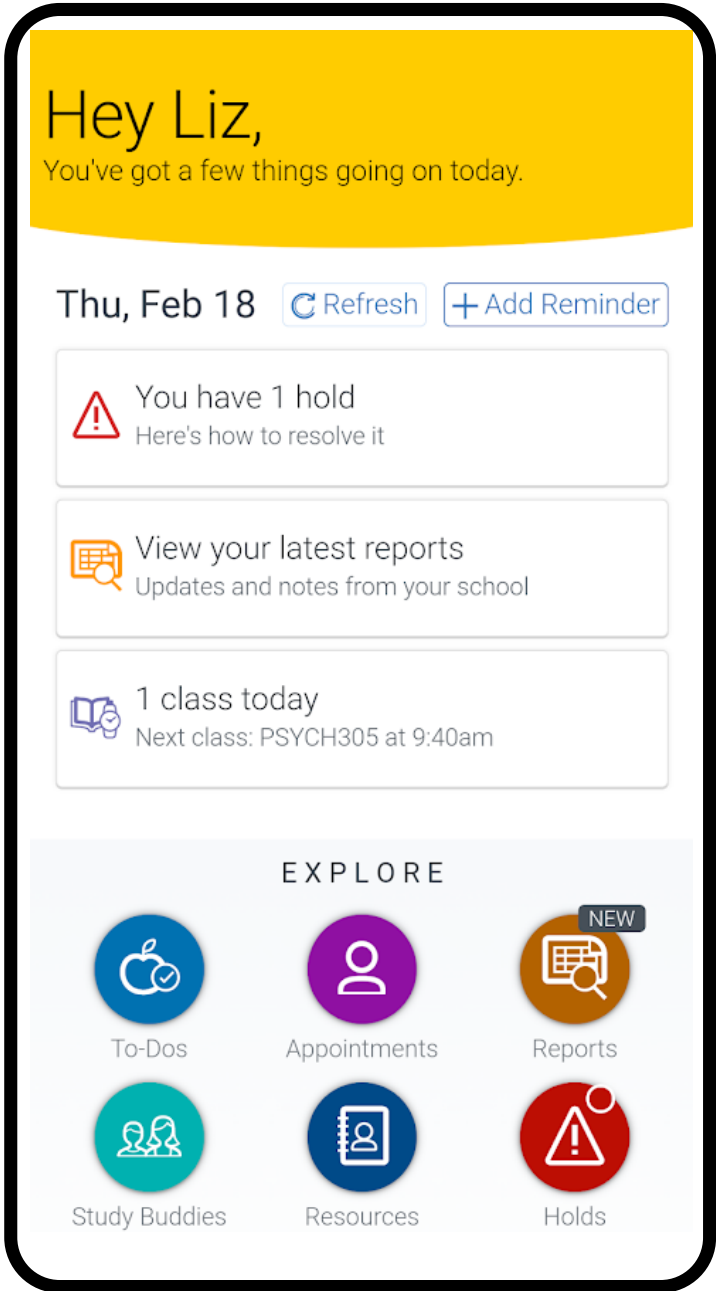 Hey Liz,
You've got a few things going on today.
Thu, Feb 18 Refresh Add Reminder
You have 1 hold
Here's how to resolve it
View your latest reports
Updates and notes from your school
1 class today
Next class: PSYCH305 at 9:40am
EXPLORE
NEW
To-Dos Appointments Reports
Study Buddies Resources Holds